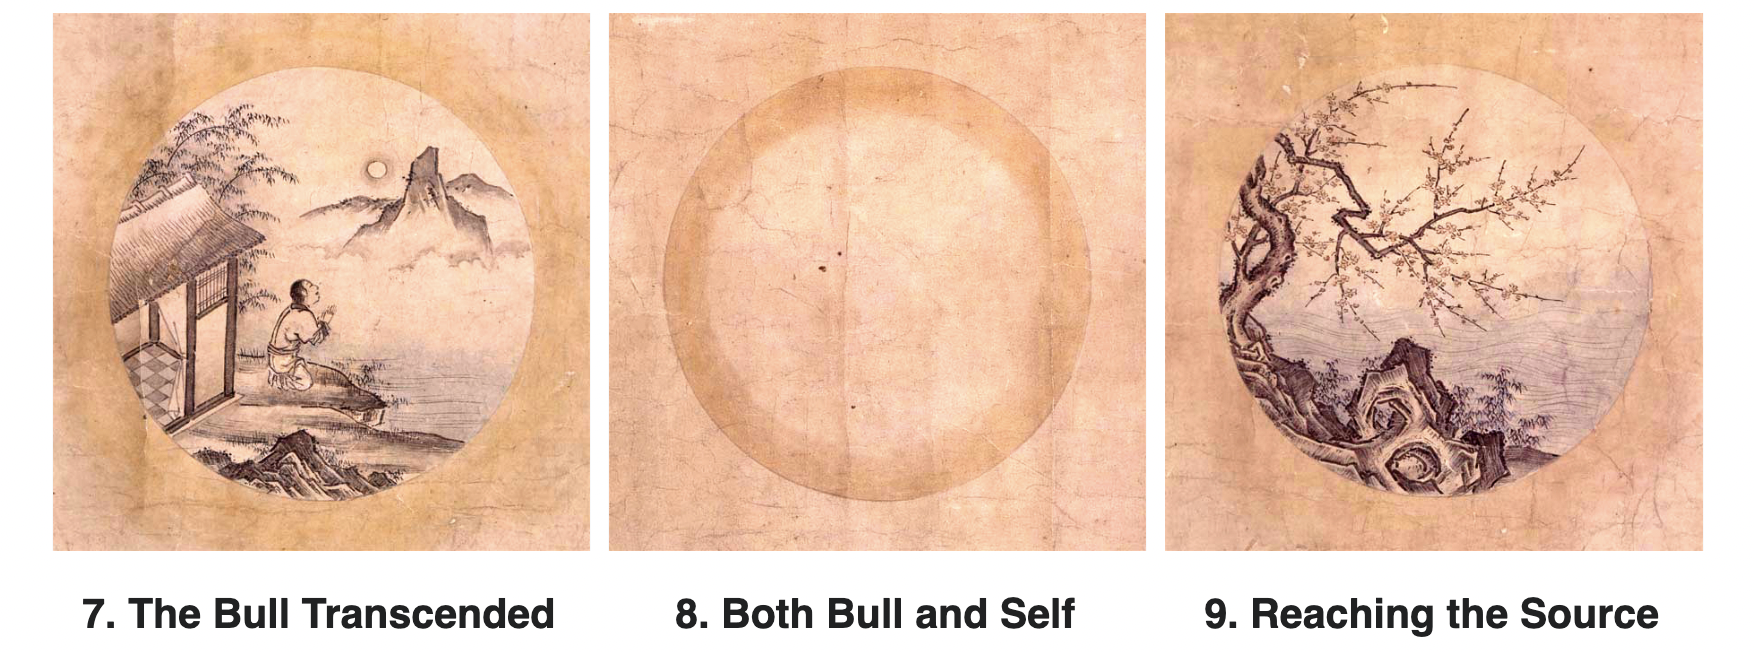 7. The Bull Transcended
8. Both Bull and Self
9. Reaching the Source